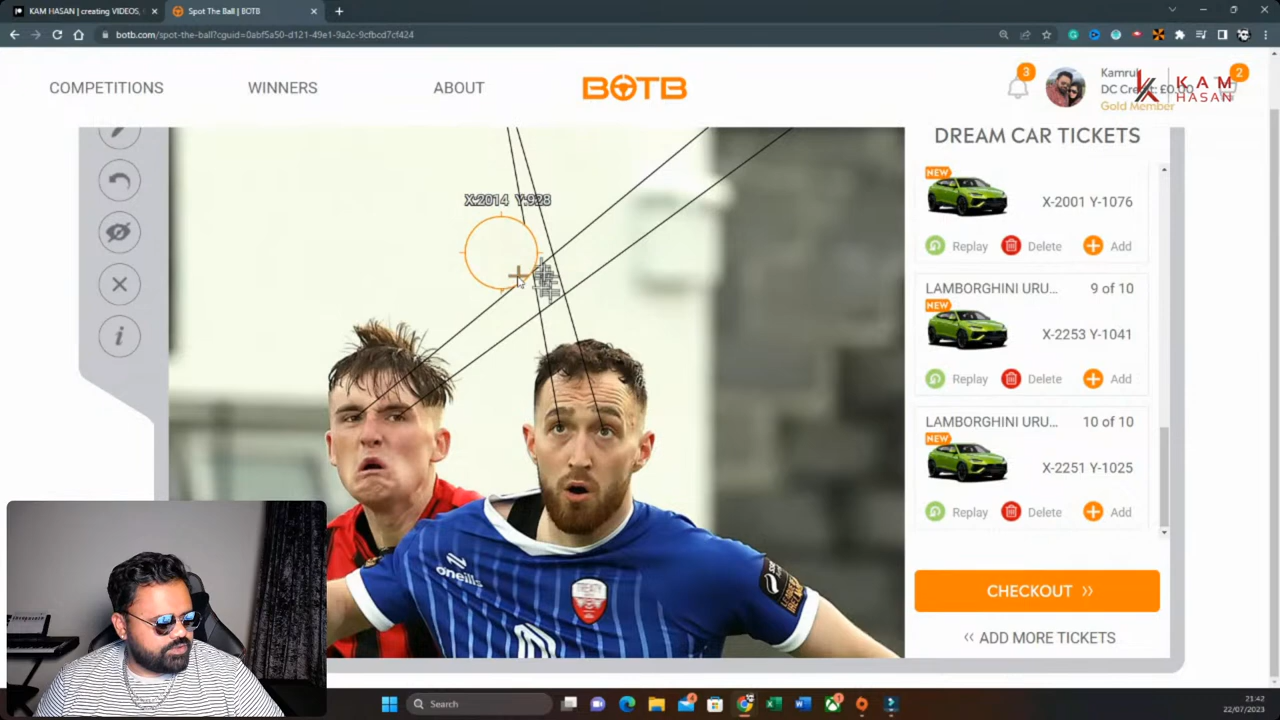 KAM HASAN | creating VIDEOS,
Spot The Ball | BOTB
botb.com/spot-the-ball?cguid=0abf5a50-d121-49e1-9a2c-9cfbcd7cf424
COMPETITIONS
WINNERS
ABOUT
BOTB
3
Kamru
DC Cre
£0.00
Gold Member
2
KAM
HASAN
DREAM CAR TICKETS
NEW
X-2001 Y-1076
Replay
Delete
Add
LAMBORGHINI URU...
9 of 10
NEW
X-2253 Y-1041
Replay
Delete
Add
LAMBORGHINI URU...
10 of 10
NEW
X-2251 Y-1025
Replay
Delete
Add
CHECKOUT
ADD MORE TICKETS
X:2014 Y:928
oneills
Search
21:42
22/07/2023